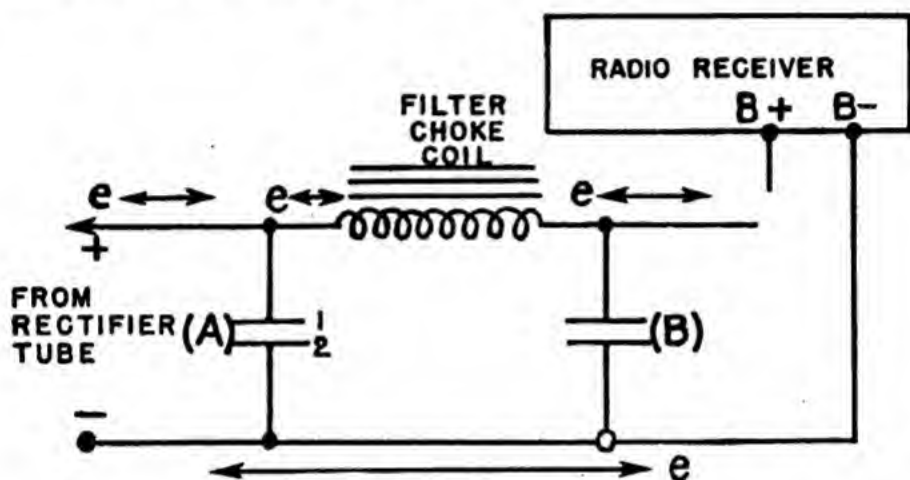 RADIO RECEIVER
B+ B-
FILTER
CHOKE
COIL
e e e
+
FROM
RECTIFIER
TUBE
(A) 1
2
(B)
-
e